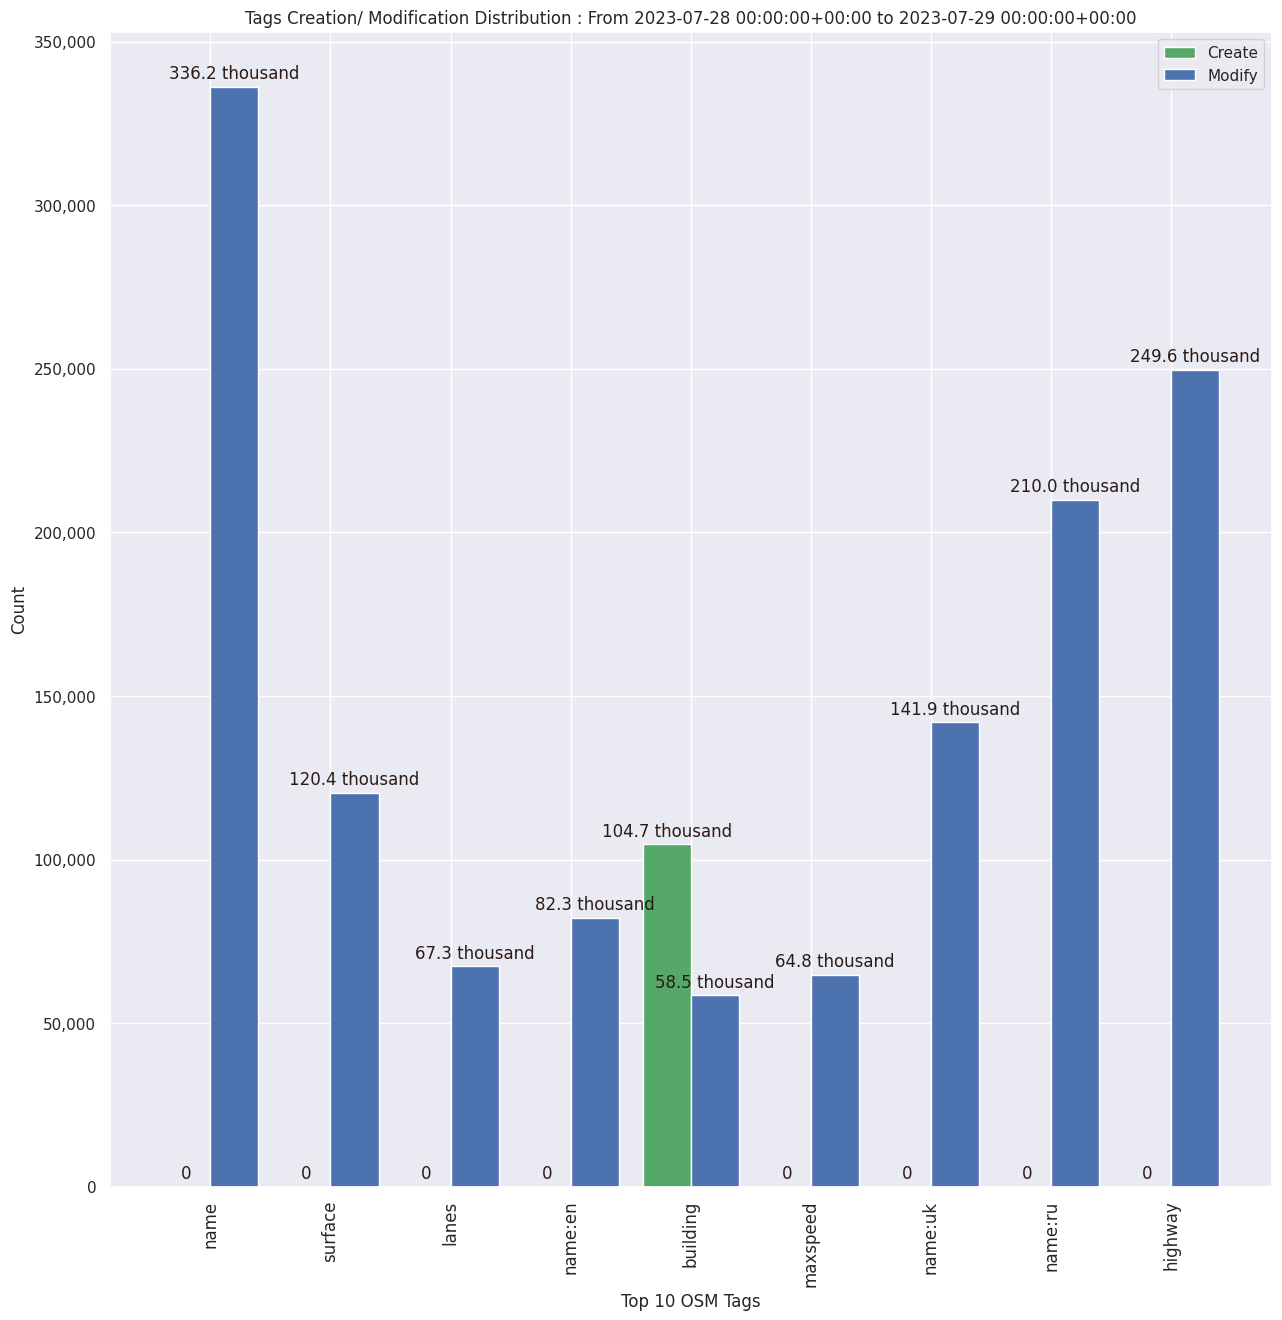 Tags Creation/ Modification Distribution : From 2023-07-28 00:00:00+00:00 to 2023-07-29 00:00:00+00:00
Create
Modify
350,000
300,000
250,000
200,000
150,000
100,000
50,000
0
Count
336.2 thousand
120.4 thousand
67.3 thousand
82.3 thousand
104.7 thousand
58.5 thousand
64.8 thousand
141.9 thousand
210.0 thousand
249.6 thousand
0
0
0
0
0
0
0
0
name
surface
lanes
name:en
building
maxspeed
name:uk
name:ru
highway
Top 10 OSM Tags